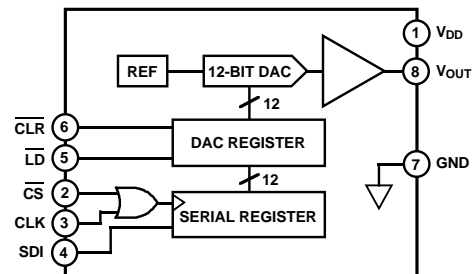 1 VDD
REF 12-BIT DAC 8 VOUT
12
CLR 6
DAC REGISTER
LD 5
7 GND
12
CS 2
CLK 3 SERIAL REGISTER
SDI 4